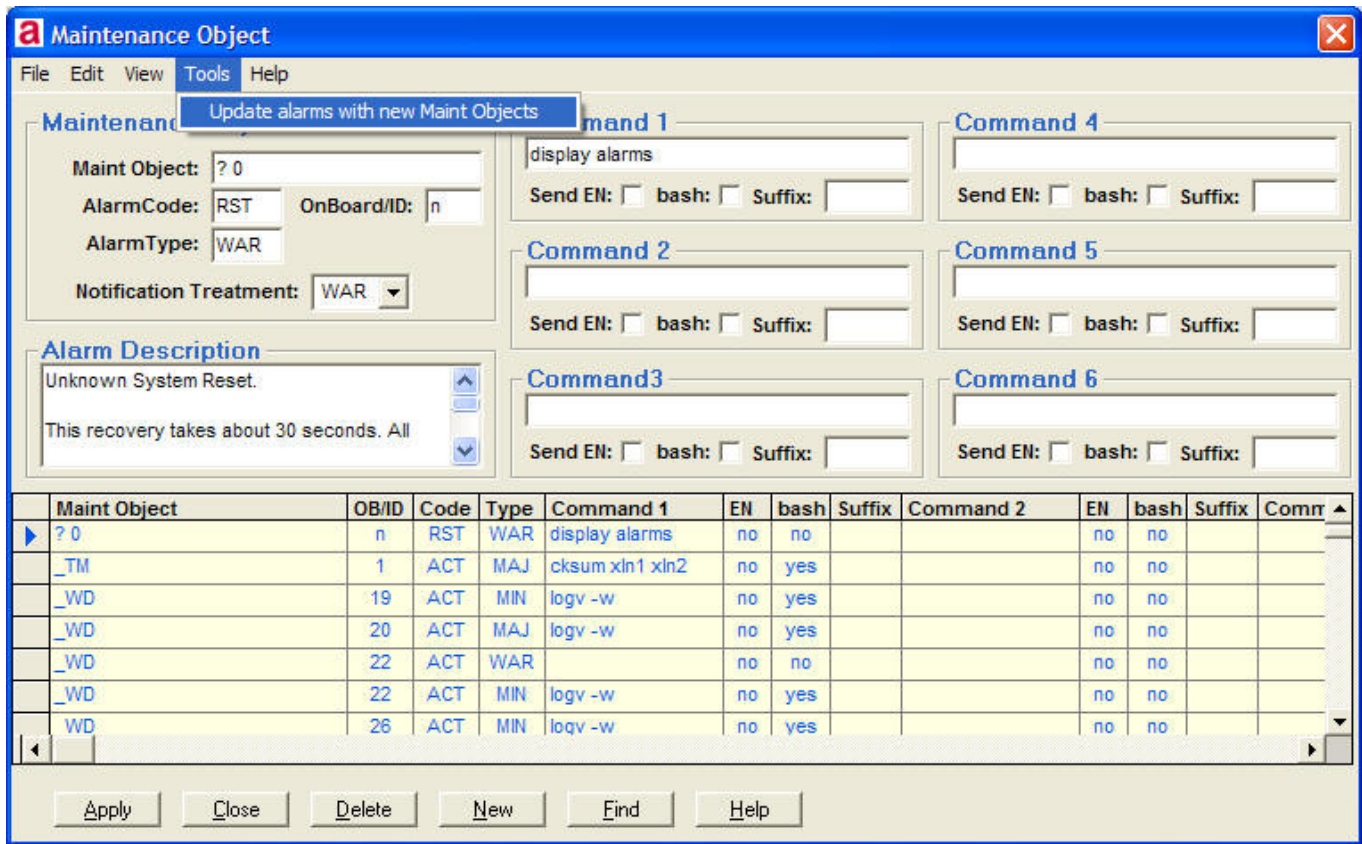 a Maintenance Object
File Edit View Tools Help
Update alarms with new Maint Objects
Maintenanc
Maint Object: ? 0
AlarmCode: RST OnBoard/ID: n
AlarmType: WAR
Notification Treatment: WAR
Alarm Description
Unknown System Reset.
This recovery takes about 30 seconds. All
mand 1
display alarms
Send EN: bash: Suffix:
Command 2
Send EN: bash: Suffix:
Command3
Send EN: bash: Suffix:
Command 4
Send EN: bash: Suffix:
Command 5
Send EN: bash: Suffix:
Command 6
Send EN: bash: Suffix:
Maint Object OB/ID Code Type Command 1 EN bash Suffix Command 2 EN bash Suffix Comm
? 0 n RST WAR display alarms no no no no
_TM 1 ACT MAJ cksum xln1 xln2 no yes no no
_WD 19 ACT MIN logv -w no yes no no
_WD 20 ACT MAJ logv -w no yes no no
_WD 22 ACT WAR no no no no
_WD 22 ACT MIN logv -w no yes no no
_WD 26 ACT MIN logv -w no yes no no
Apply Close Delete New Find Help